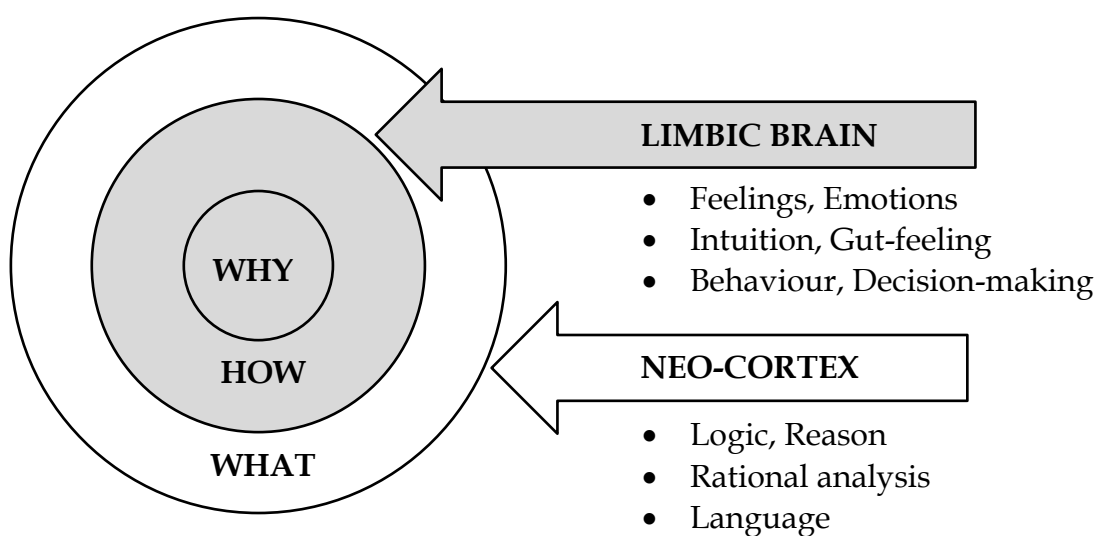 WHY
HOW
WHAT
LIMBIC BRAIN
• Feelings, Emotions
• Intuition, Gut-feeling
• Behaviour, Decision-making
NEO-CORTEX
• Logic, Reason
• Rational analysis
• Language